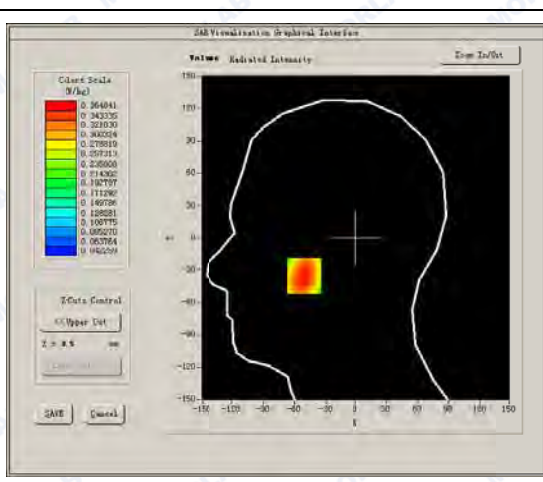 SAR Visualisation Graphical Interface
Volume Radiated Intensity
Zoom In/Out
Colors Scale
(W/kg)
0.364841
0.343335
0.321830
0.300324
0.278819
0.257313
0.235808
0.214302
0.192797
0.171292
0.149786
0.128281
0.106775
0.085270
0.063764
0.042259
150
120
90
60
30
0
-30
-60
-90
-120
-150
Y
Z-Cuts Control
<<Upper Cut
Z = 4.5 mm
SAVE
Cancel
-150 -120 -90 -60 -30 0 30 60 90 120 150
X